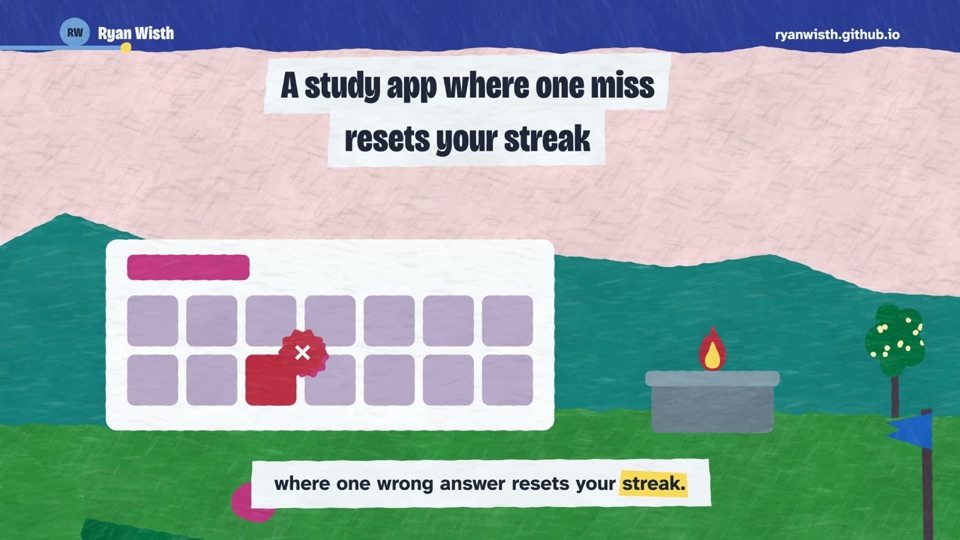 RW Ryan Wisth
ryanwisth.github.io
A study app where one miss
resets your streak
where one wrong answer resets your streak.